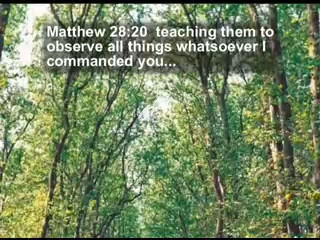 Matthew 28:20  teaching them to
observe all things whatsoever I
commanded you...